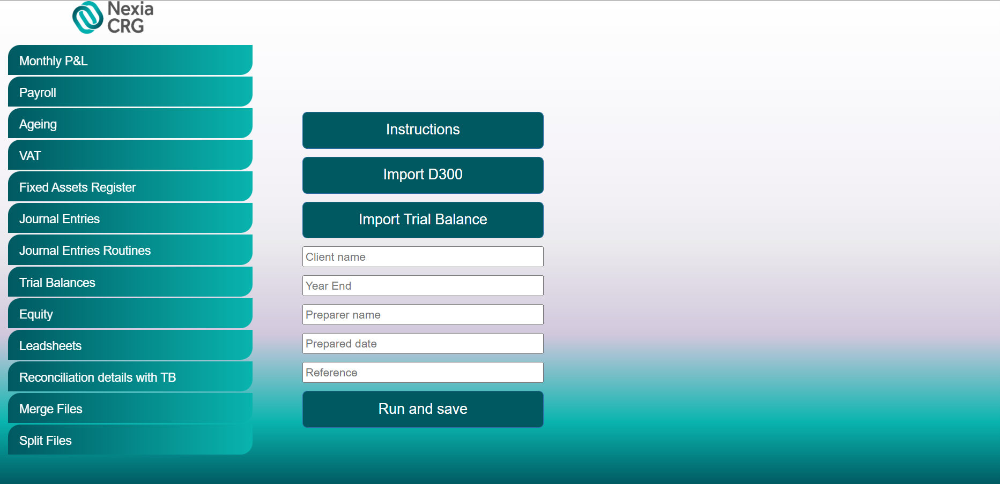 Nexia
CRG
Monthly P&L
Payroll
Ageing
VAT
Fixed Assets Register
Journal Entries
Journal Entries Routines
Trial Balances
Equity
Leadsheets
Reconciliation details with TB
Merge Files
Split Files
Instructions
Import D300
Import Trial Balance
Client name
Year End
Preparer name
Prepared date
Reference
Run and save